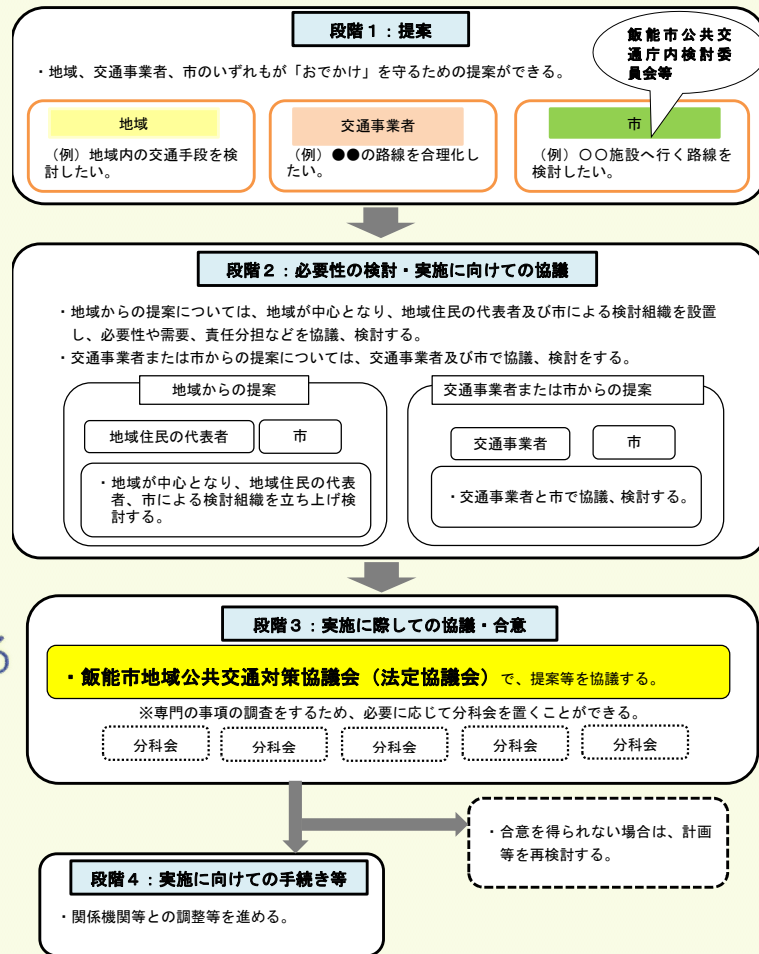 段階１：提案
飯能市公共交
通庁内検討委
員会等
・地域、交通事業者、市のいずれもが「おでかけ」を守るための提案ができる。
地域
（例）地域内の交通手段を検
討したい。
交通事業者
（例）●●の路線を合理化し
たい。
市
（例）〇〇施設へ行く路線を
検討したい。
段階２：必要性の検討・実施に向けての協議
・地域からの提案については、地域が中心となり、地域住民の代表者及び市による検討組織を設置
し、必要性や需要、責任分担などを協議、検討する。
・交通事業者または市からの提案については、交通事業者及び市で協議、検討をする。
地域からの提案
地域住民の代表者
市
・地域が中心となり、地域住民の代表
者、市による検討組織を立ち上げ検
討する。
交通事業者または市からの提案
交通事業者
市
・交通事業者と市で協議、検討する。
る
段階３：実施に際しての協議・合意
・飯能市地域公共交通対策協議会（法定協議会）で、提案等を協議する。
※専門の事項の調査をするため、必要に応じて分科会を置くことができる。
分科会
分科会
分科会
分科会
分科会
・合意を得られない場合は、計画
等を再検討する。
段階４：実施に向けての手続き等
・関係機関等との調整等を進める。